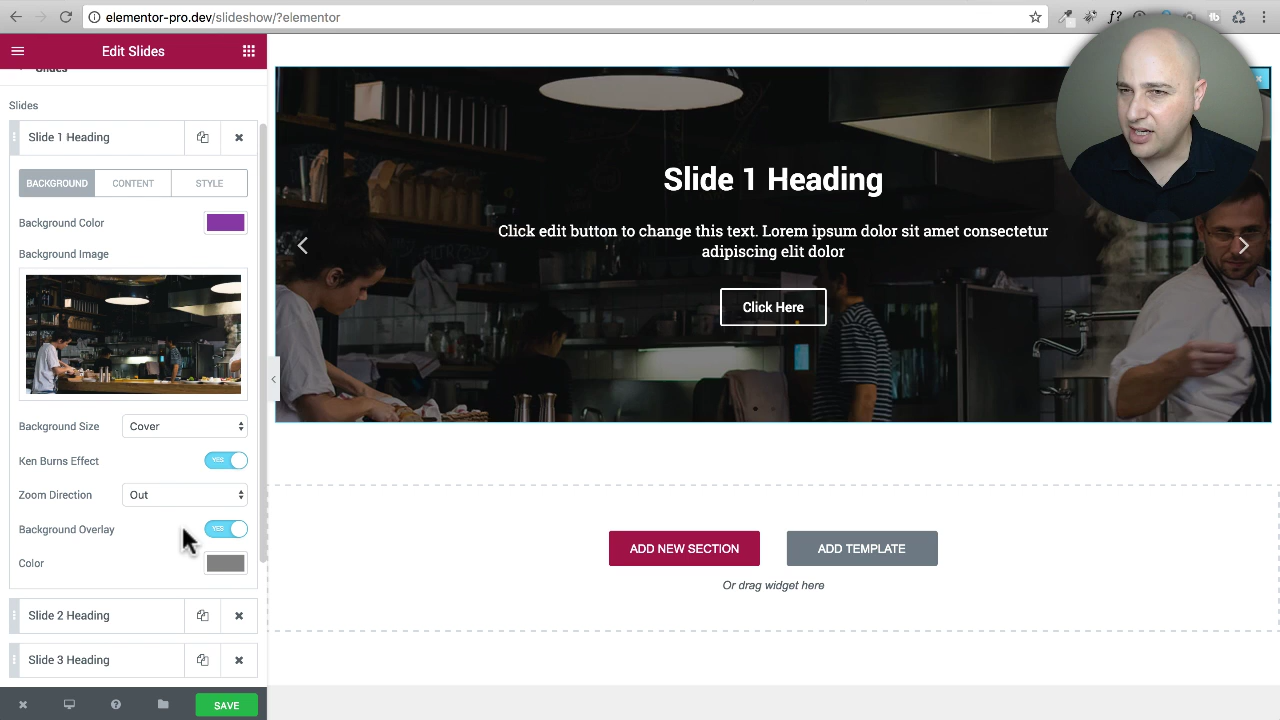 elementor-pro.dev/slideshow/?elementor
Edit Slides
Slides
Slides
Slide 1 Heading
BACKGROUND
CONTENT
STYLE
Background Color
Background Image
Background Size
Cover
Ken Burns Effect
YES
Zoom Direction
Out
Background Overlay
YES
Color
Slide 2 Heading
Slide 3 Heading
SAVE
Slide 1 Heading
Click edit button to change this text. Lorem ipsum dolor sit amet consectetur
adipiscing elit dolor
Click Here
ADD NEW SECTION
ADD TEMPLATE
Or drag widget here
f?